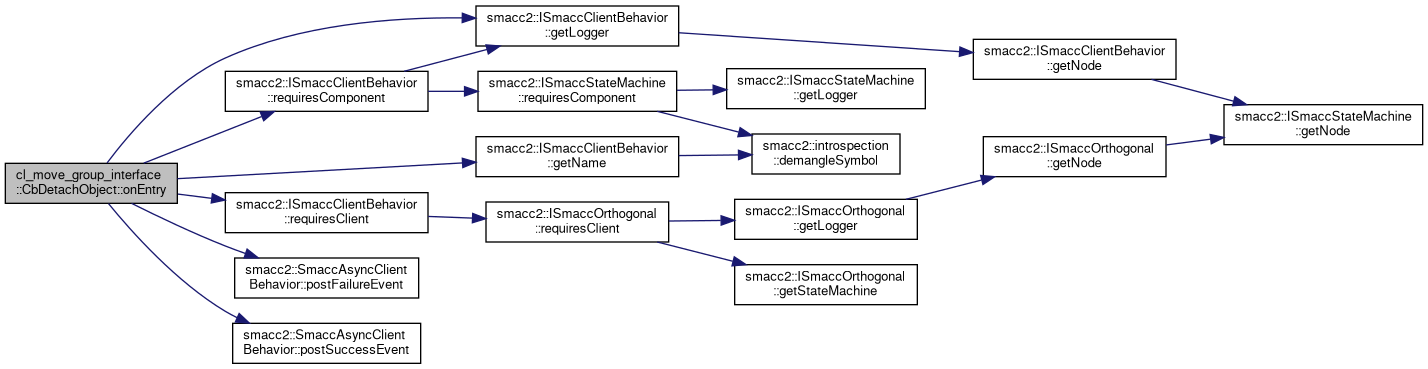 cl_move_group_interface
::CbDetachObject::onEntry
smacc2::ISmaccClientBehavior
::getLogger
smacc2::ISmaccClientBehavior
::requiresComponent
smacc2::ISmaccClientBehavior
::getName
smacc2::ISmaccClientBehavior
::requiresClient
smacc2::SmaccAsyncClient
Behavior::postFailureEvent
smacc2::SmaccAsyncClient
Behavior::postSuccessEvent
smacc2::ISmaccStateMachine
::requiresComponent
smacc2::ISmaccOrthogonal
::requiresClient
smacc2::ISmaccStateMachine
::getLogger
smacc2::introspection
::demangleSymbol
smacc2::ISmaccOrthogonal
::getLogger
smacc2::ISmaccOrthogonal
::getStateMachine
smacc2::ISmaccClientBehavior
::getNode
smacc2::ISmaccOrthogonal
::getNode
smacc2::ISmaccStateMachine
::getNode